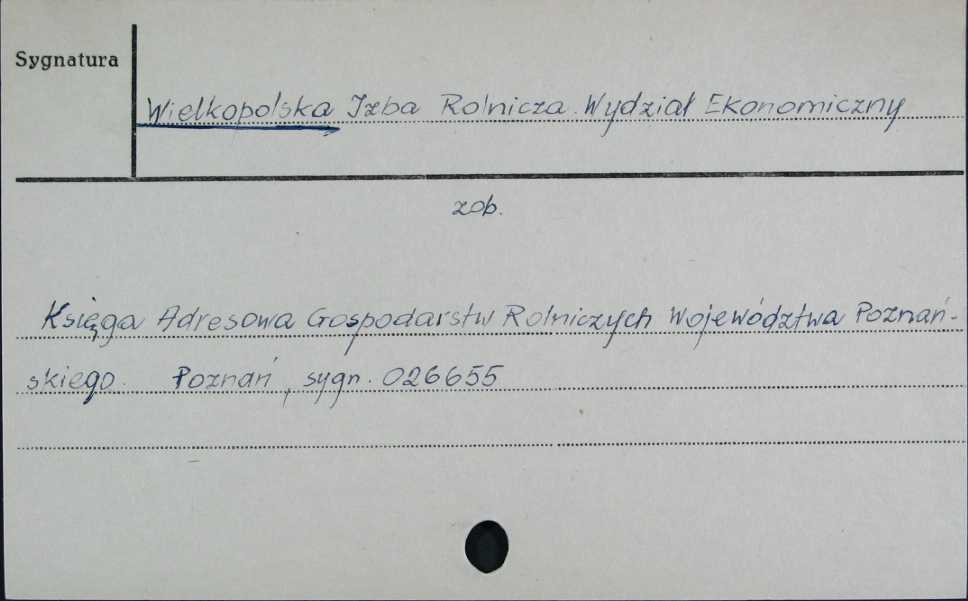 Sygnatura
Wielkopolska Izba Rolnicza. Wydział Ekonomiczny
zob.
Księga Adresowa Gospodarstw Rolniczych Województwa Poznań-
skiego. Poznań, sygn. 026655